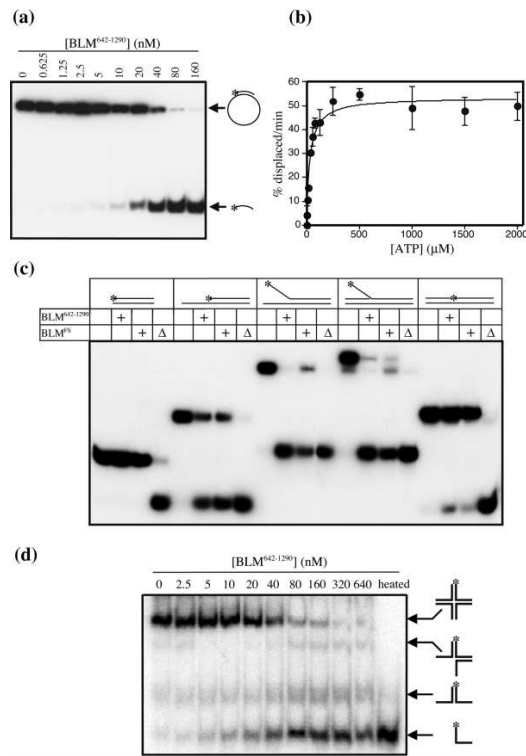 (a)
[BLM642-1290] (nM)
0 0.625 1.25 2.5 5 10 20 40 80 160
*
*
(b)
% displaced/min
60
50
40
30
20
10
0
0 500 1000 1500 2000
[ATP] (μM)
(c)
* * * * *
BLM642-1290 + + + + +
BLMFS + Δ + Δ + Δ + Δ + Δ
(d)
[BLM642-1290] (nM)
0 2.5 5 10 20 40 80 160 320 640 heated
*
*
*
*